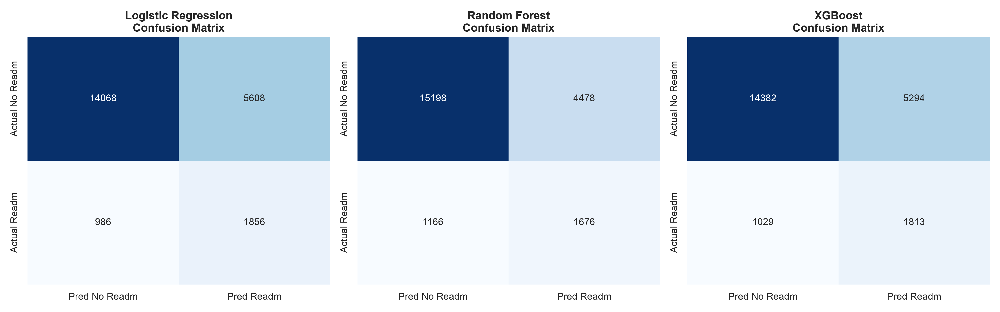 Logistic Regression
Confusion Matrix
Actual No Readm
14068
5608
Actual Readm
986
1856
Pred No Readm
Pred Readm
Random Forest
Confusion Matrix
Actual No Readm
15198
4478
Actual Readm
1166
1676
Pred No Readm
Pred Readm
XGBoost
Confusion Matrix
Actual No Readm
14382
5294
Actual Readm
1029
1813
Pred No Readm
Pred Readm